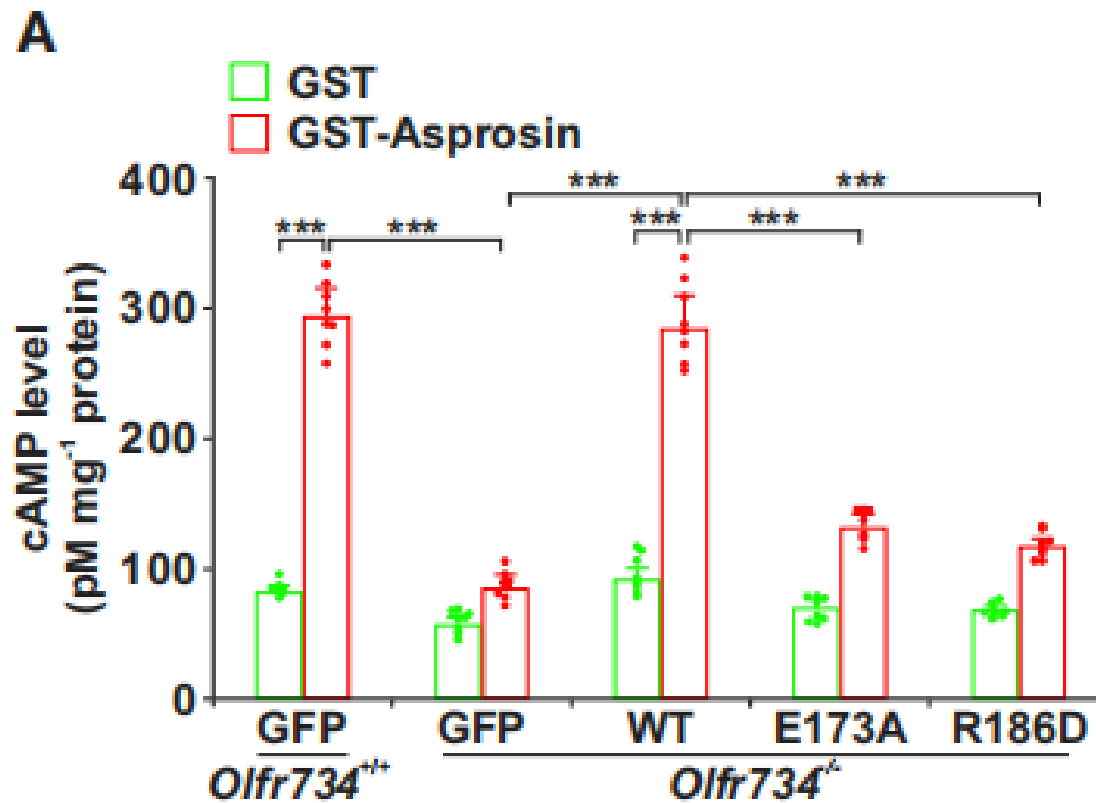 A
GST
GST-Asprosin
cAMP level
(pM mg⁻¹ protein)
400
300
200
100
0
*** ***
*** *** *** ***
GFP GFP WT E173A R186D
Olfr734⁺/⁺ Olfr734⁻/⁻